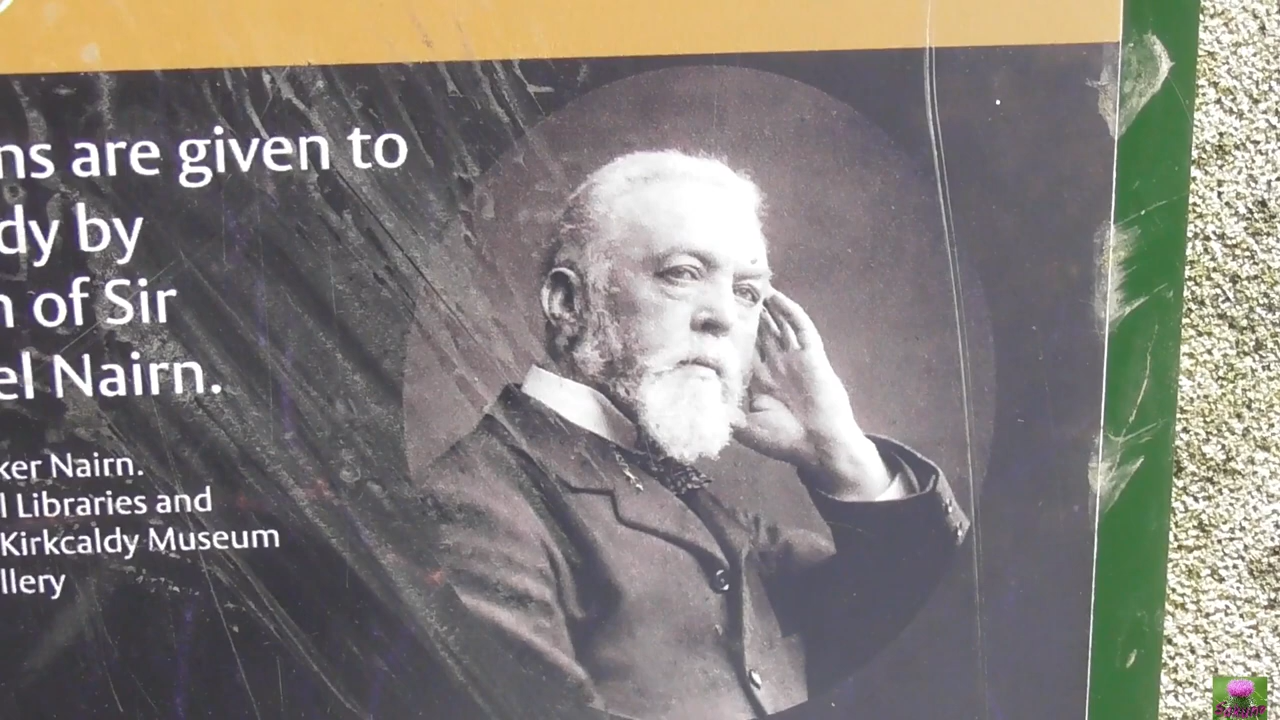 ns are given to
dy by
n of Sir
el Nairn.
ker Nairn.
l Libraries and
Kirkcaldy Museum
llery